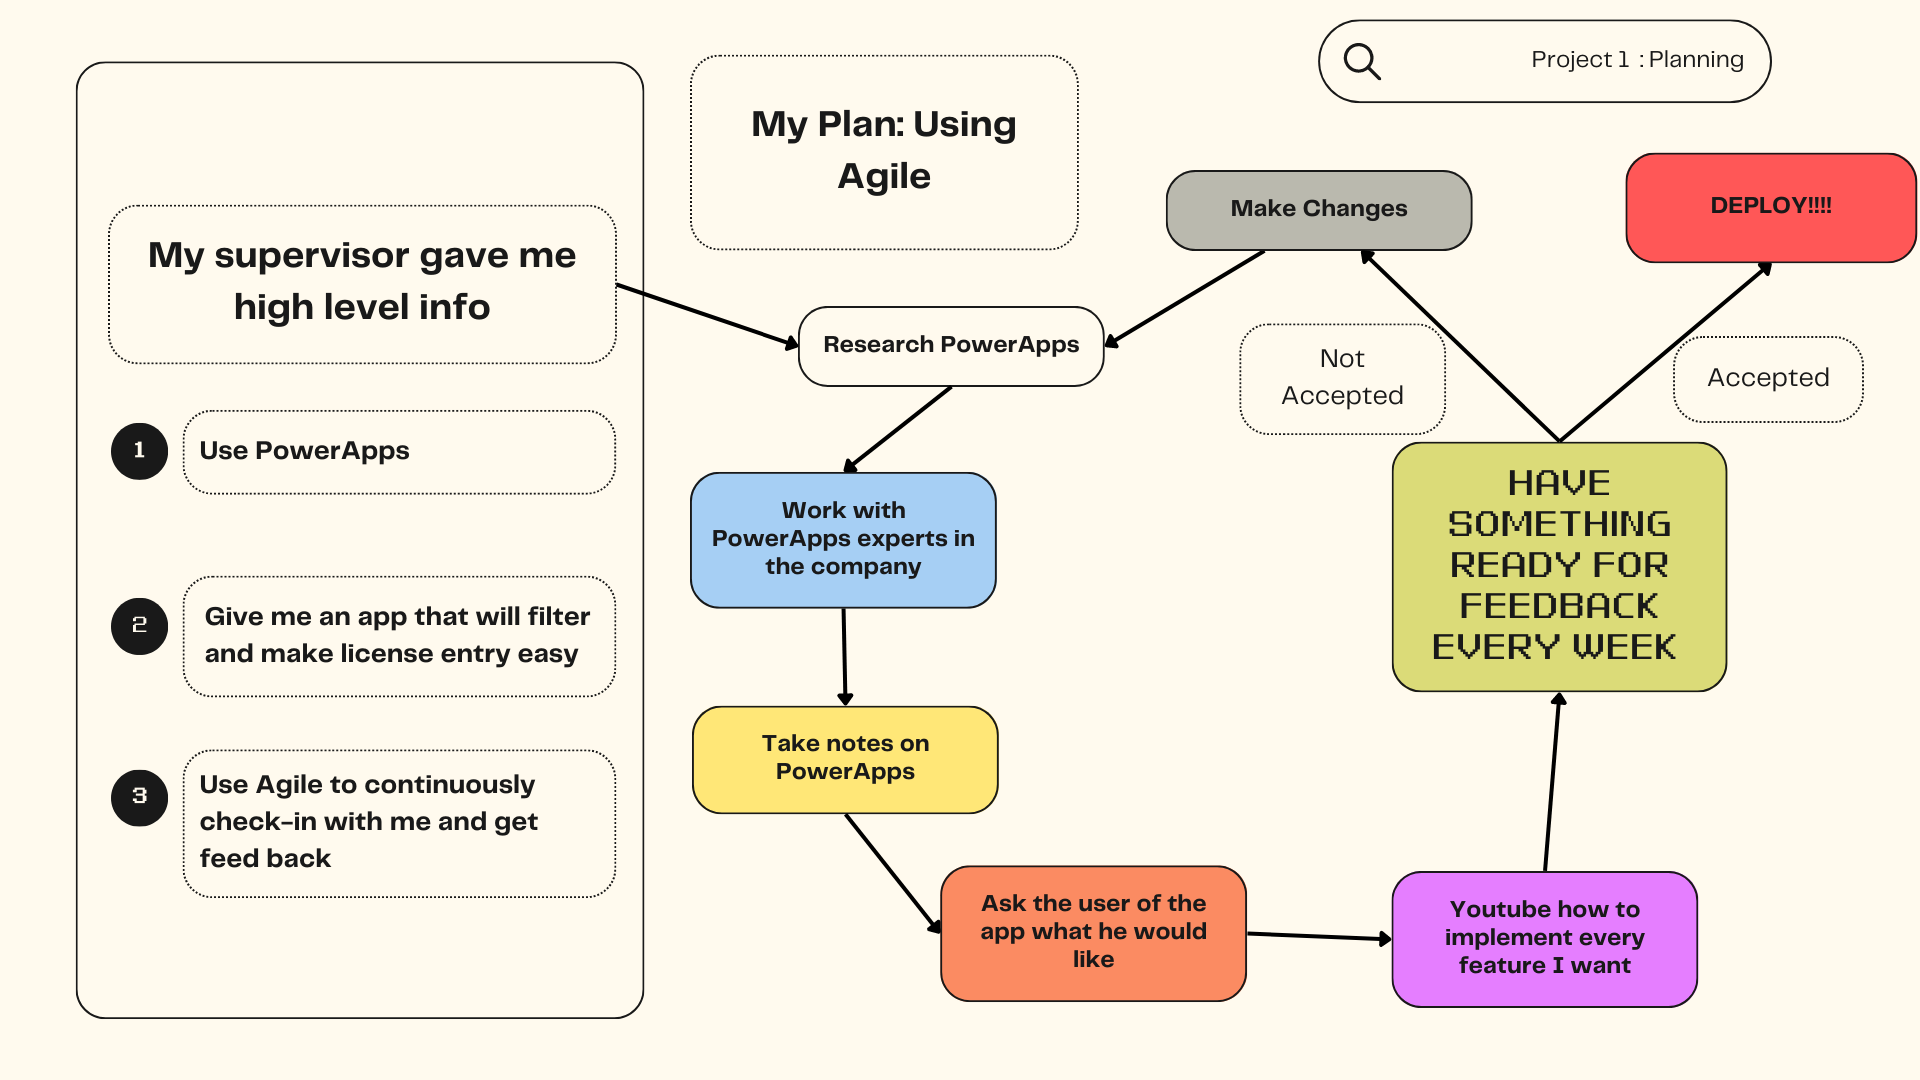 Project 1 : Planning
My supervisor gave me
high level info
1
Use PowerApps
2
Give me an app that will filter
and make license entry easy
3
Use Agile to continuously
check-in with me and get
feed back
My Plan: Using
Agile
Research PowerApps
Work with
PowerApps experts in
the company
Take notes on
PowerApps
Ask the user of the
app what he would
like
Youtube how to
implement every
feature I want
HAVE
SOMETHING
READY FOR
FEEDBACK
EVERY WEEK
Not
Accepted
Make Changes
Accepted
DEPLOY!!!!